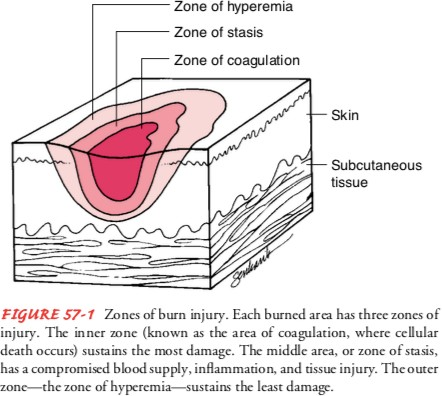 Zone of hyperemia
Zone of stasis
Zone of coagulation
Skin
Subcutaneous
tissue
FIGURE 57-1 Zones of burn injury. Each burned area has three zones of
injury. The inner zone (known as the area of coagulation, where cellular
death occurs) sustains the most damage. The middle area, or zone of stasis,
has a compromised blood supply, inflammation, and tissue injury. The outer
zone—the zone of hyperemia—sustains the least damage.